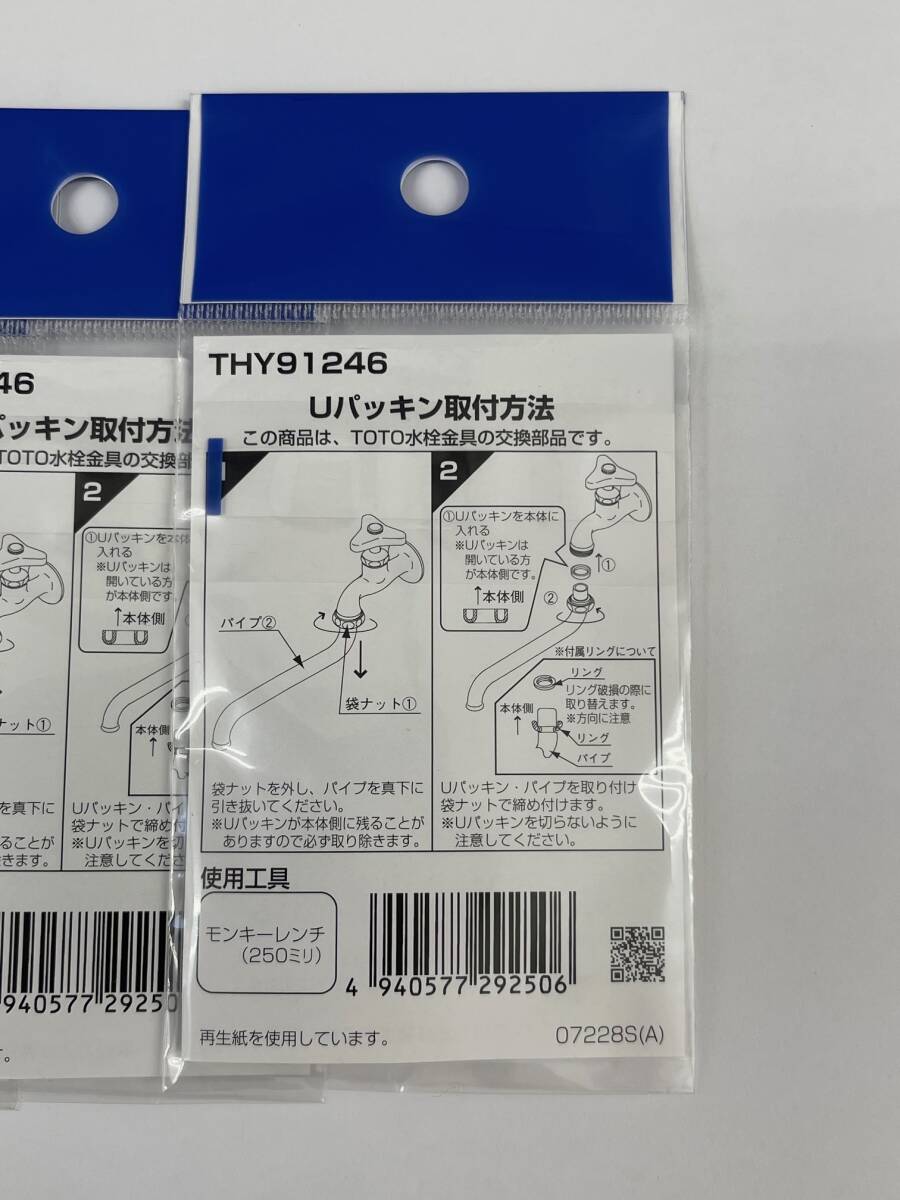 46
パッキン取付方法
TOTO水栓金具の交換部
2
①Uパッキンを本体
入れる
※Uパッキンは
開いている方
が本体側です
↑本体側
本体側
↑
ナット①
を真下に
ることが
きます。
Uパッキン・パイ
袋ナットで締め付
※Uパッキンを切
注意してくださ
940577 29250
す。
THY91246
Uパッキン取付方法
この商品は、TOTO水栓金具の交換部品です。
1
パイプ②
袋ナット①
袋ナットを外し、パイプを真下に
引き抜いてください。
※Uパッキンが本体側に残ることが
ありますので必ず取り除きます。
2
①Uパッキンを本体に
入れる
※Uパッキンは
開いている方
が本体側です。
↑本体側
↑①
②
※付属リングについて
リング
リング破損の際に
取り替えます。
※方向に注意
本体側
↑
リング
パイプ
Uパッキン・パイプを取り付け
袋ナットで締め付けます。
※Uパッキンを切らないように
注意してください。
使用工具
モンキーレンチ
（250ミリ）
4 940577 292506
再生紙を使用しています。
07228S(A)